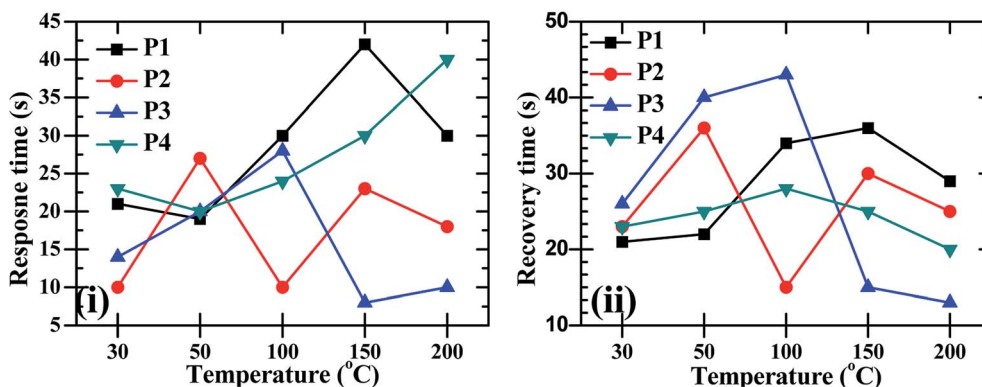 45
40
35
30
25
20
15
10
5
Resposne time (s)
P1
P2
P3
P4
(i)
30 50 100 150 200
Temperature (°C)
50
40
30
20
10
Recovery time (s)
P1
P2
P3
P4
(ii)
30 50 100 150 200
Temperature (°C)